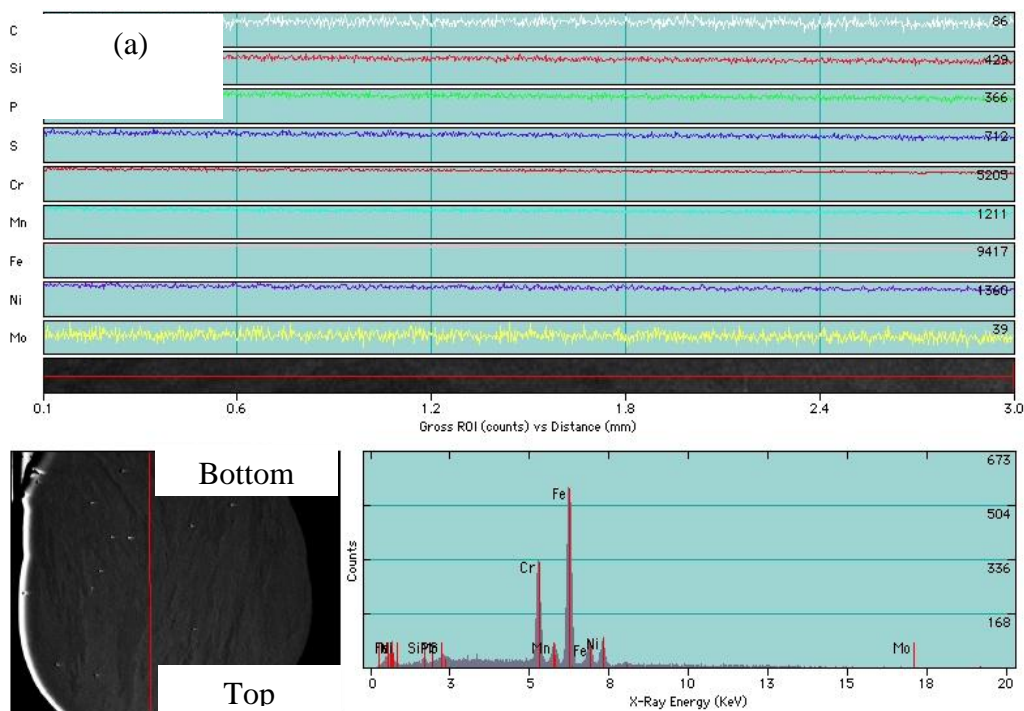 (a)
C 86
Si 429
P 366
S 712
Cr 5205
Mn 1211
Fe 9417
Ni 1360
Mo 39
0.1 0.6 1.2 1.8 2.4 3.0
Gross ROI (counts) vs Distance (mm)
Bottom
Top
673
504
336
168
Counts
Fe
Cr
Mn
Fe
Ni
Mo
Si
0 3 5 8 10 13 15 18 20
X-Ray Energy (KeV)